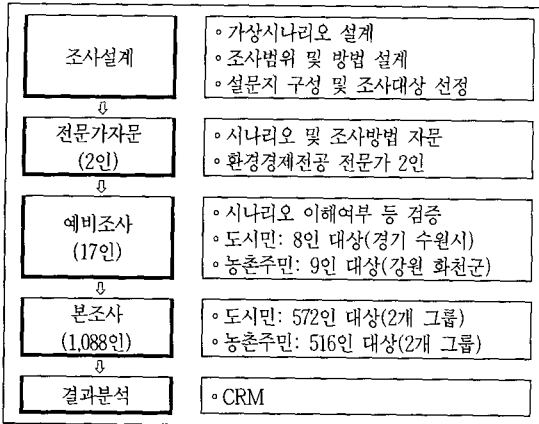 조사설계
◦가상시나리오 설계
◦조사범위 및 방법 설계
◦설문지 구성 및 조사대상 선정
⇩
전문가자문
(2인)
◦시나리오 및 조사방법 자문
◦환경경제전공 전문가 2인
⇩
예비조사
(17인)
◦시나리오 이해여부 등 검증
◦도시민: 8인 대상(경기 수원시)
◦농촌주민: 9인 대상(강원 화천군)
⇩
본조사
(1,088인)
◦도시민: 572인 대상(2개 그룹)
◦농촌주민: 516인 대상(2개 그룹)
⇩
결과분석
◦CRM